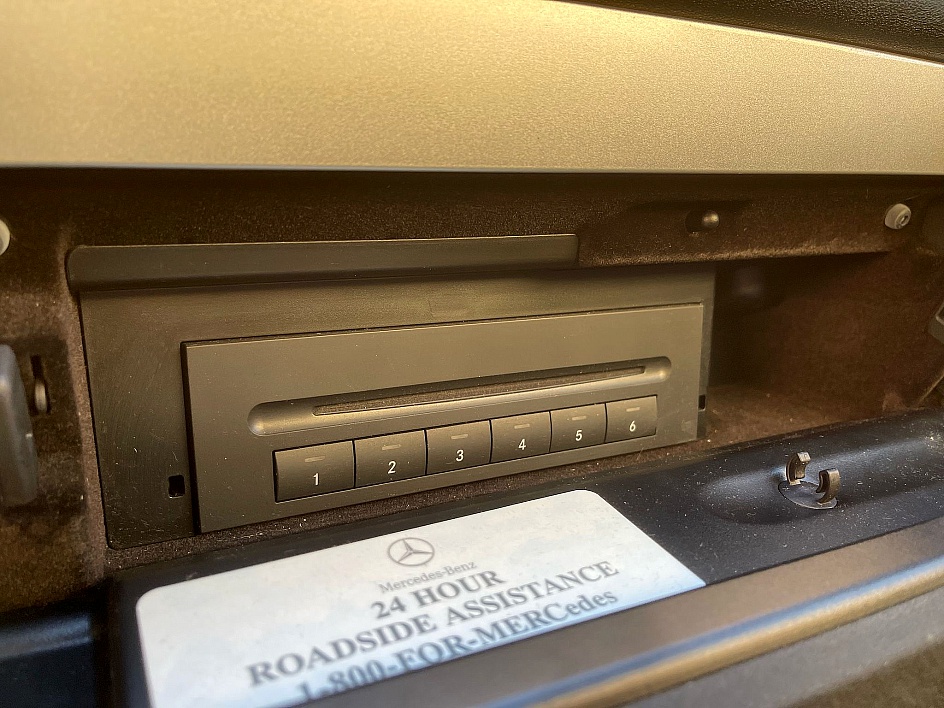 1 2 3 4 5 6
Mercedes-Benz
24 HOUR
ROADSIDE ASSISTANCE
1-800-FOR-MERCedes